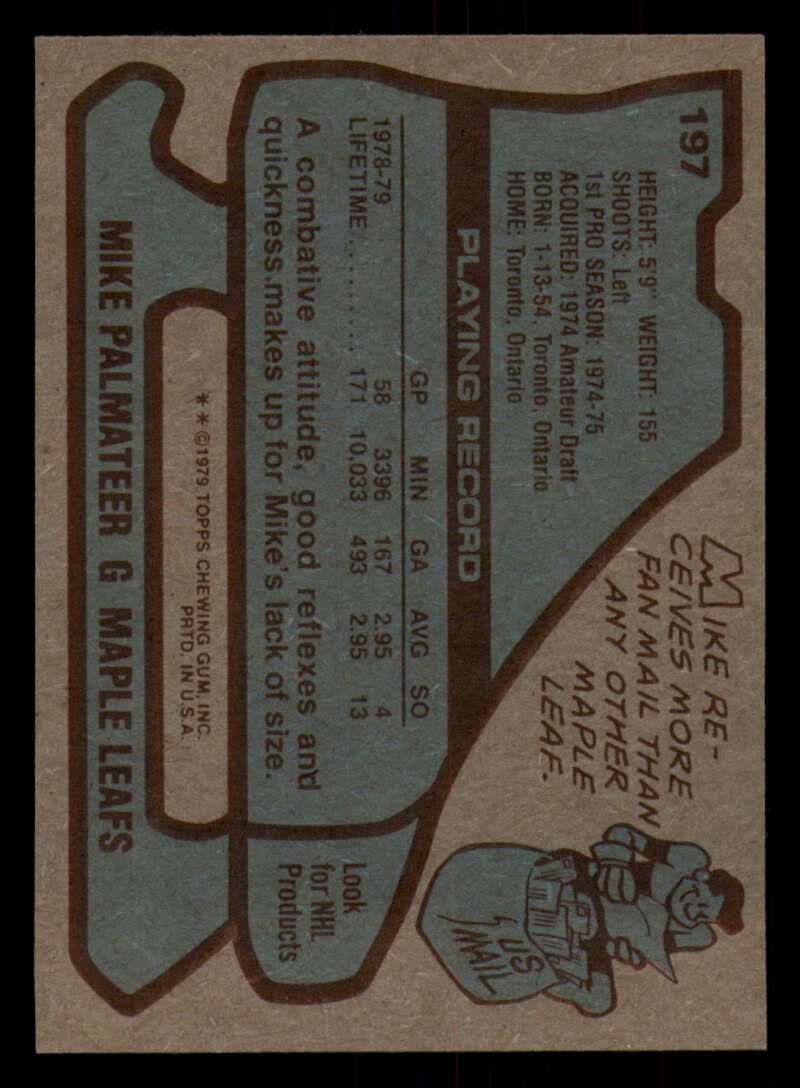 197
HEIGHT: 5'9" WEIGHT: 155
SHOOTS: Left
1st PRO SEASON: 1974-75
ACQUIRED: 1974 Amateur Draft
BORN: 1-13-54, Toronto, Ontario
HOME: Toronto, Ontario
MIKE RE-
CEIVES MORE
FAN MAIL THAN
ANY OTHER
MAPLE
LEAF.
US
MAIL
PLAYING RECORD
GP MIN GA AVG SO
1978-79 58 3396 167 2.95 4
LIFETIME.......... 171 10,033 493 2.95 13
A combative attitude, good reflexes and
quickness makes up for Mike's lack of size.
Look
for NHL
Products
**©1979 TOPPS CHEWING GUM, INC.
PRTD. IN U.S.A.
MIKE PALMATEER G MAPLE LEAFS